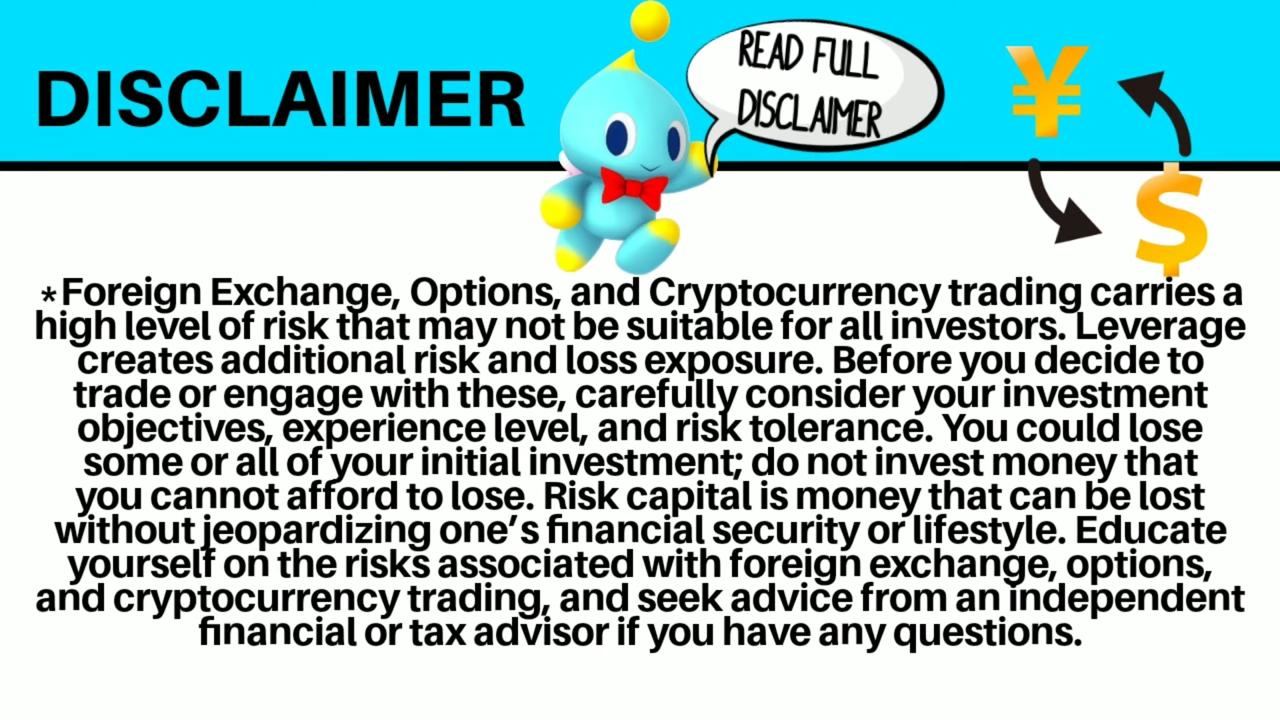 DISCLAIMER
READ FULL
DISCLAIMER
¥
$
*Foreign Exchange, Options, and Cryptocurrency trading carries a
high level of risk that may not be suitable for all investors. Leverage
creates additional risk and loss exposure. Before you decide to
trade or engage with these, carefully consider your investment
objectives, experience level, and risk tolerance. You could lose
some or all of your initial investment; do not invest money that
you cannot afford to lose. Risk capital is money that can be lost
without jeopardizing one’s financial security or lifestyle. Educate
yourself on the risks associated with foreign exchange, options,
and cryptocurrency trading, and seek advice from an independent
financial or tax advisor if you have any questions.